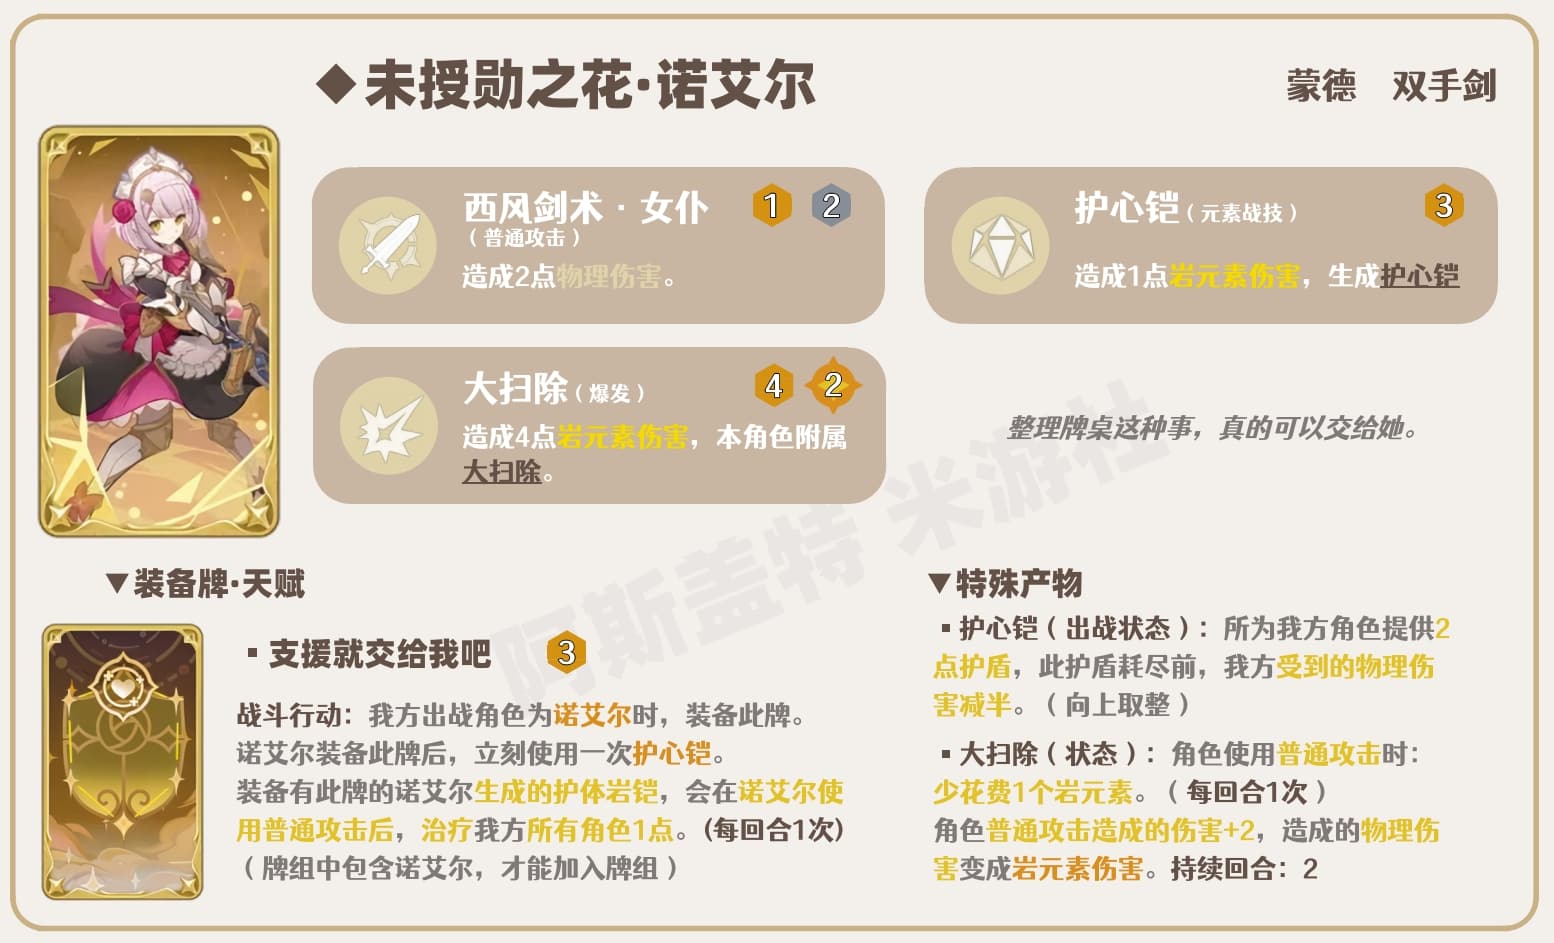 ◆未授勋之花·诺艾尔
蒙德 双手剑
西风剑术·女仆 1 2
（普通攻击）
造成2点物理伤害。
护心铠（元素战技） 3
造成1点岩元素伤害，生成护心铠
大扫除（爆发） 4 2
造成4点岩元素伤害，本角色附属
大扫除。
整理牌桌这种事，真的可以交给她。
▼装备牌·天赋
▪支援就交给我吧 3
战斗行动：我方出战角色为诺艾尔时，装备此牌。
诺艾尔装备此牌后，立刻使用一次护心铠。
装备有此牌的诺艾尔生成的护体岩铠，会在诺艾尔使
用普通攻击后，治疗我方所有角色1点。(每回合1次)
（牌组中包含诺艾尔，才能加入牌组）
▼特殊产物
▪护心铠（出战状态）：所为我方角色提供2
点护盾，此护盾耗尽前，我方受到的物理伤
害减半。（向上取整）
▪大扫除（状态）：角色使用普通攻击时：
少花费1个岩元素。（每回合1次）
角色普通攻击造成的伤害+2，造成的物理伤
害变成岩元素伤害。持续回合：2
阿斯盖特 米游社